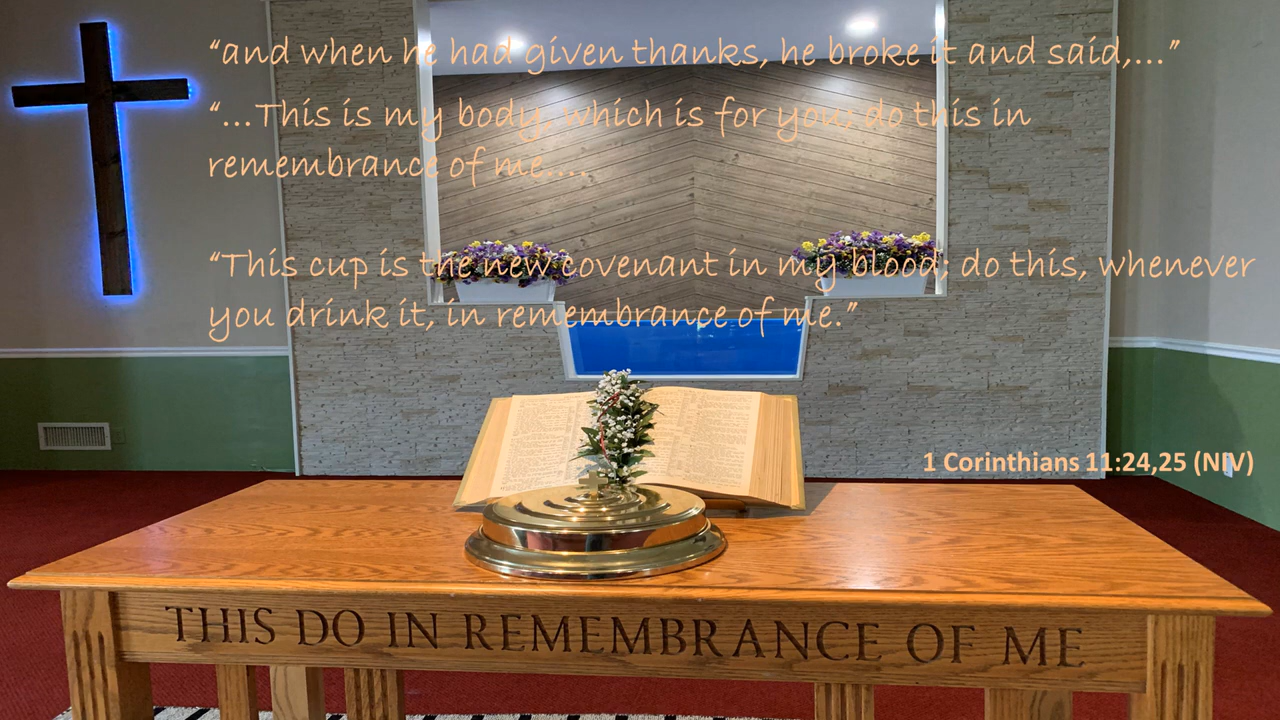 “and when he had given thanks, he broke it and said,...”
“...This is my body, which is for you; do this in
remembrance of me....
“This cup is the new covenant in my blood; do this, whenever
you drink it, in remembrance of me.”
1 Corinthians 11:24,25 (NIV)
THIS DO IN REMEMBRANCE OF ME